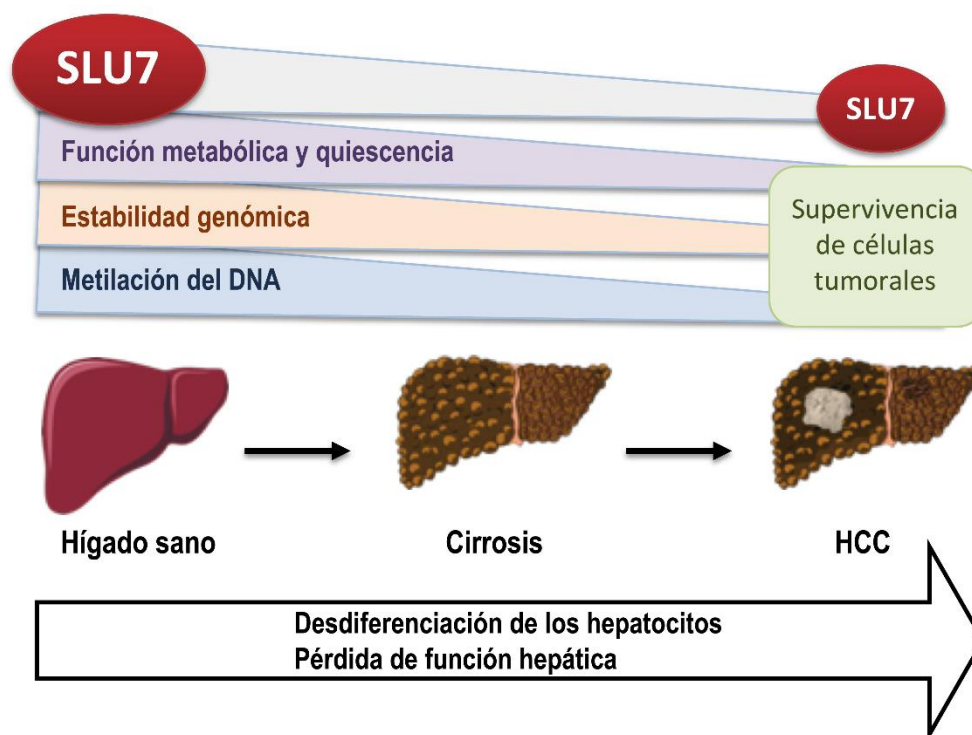 SLU7
SLU7
Función metabólica y quiescencia
Estabilidad genómica
Metilación del DNA
Supervivencia
de células
tumorales
Hígado sano
Cirrosis
HCC
Desdiferenciación de los hepatocitos
Pérdida de función hepática